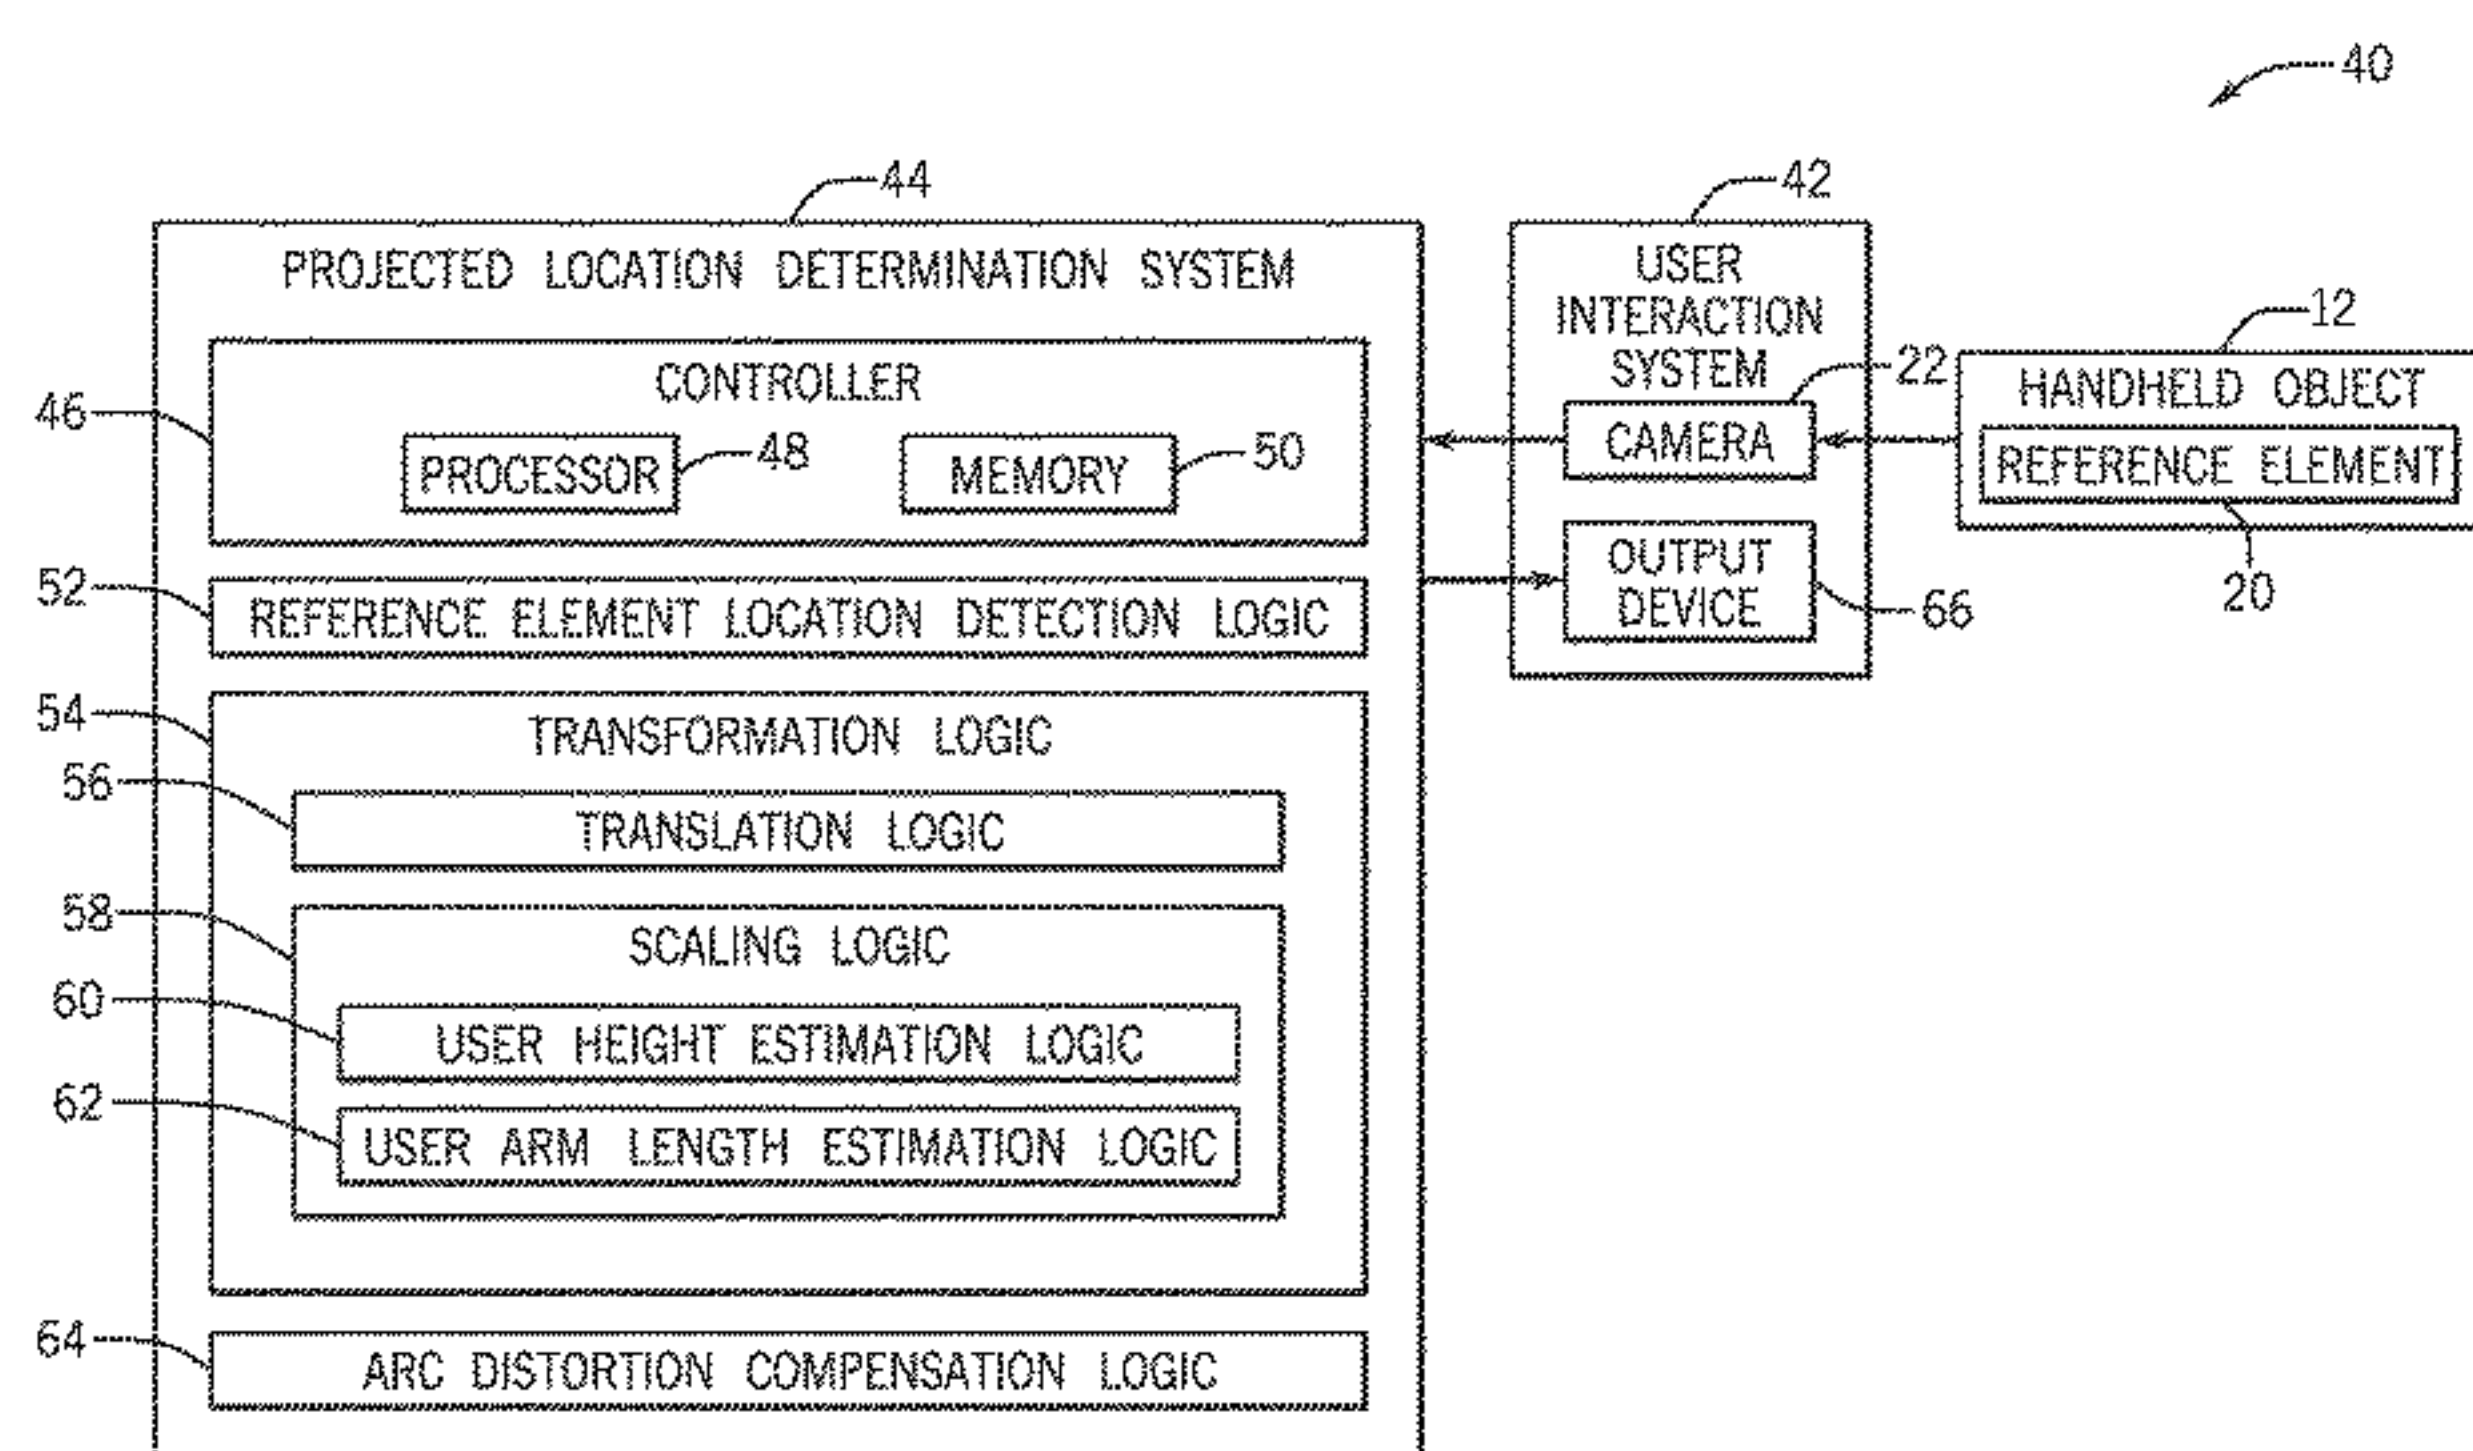 40
44
PROJECTED LOCATION DETERMINATION SYSTEM
46
CONTROLLER
PROCESSOR
48
MEMORY
50
52
REFERENCE ELEMENT LOCATION DETECTION LOGIC
54
TRANSFORMATION LOGIC
56
TRANSLATION LOGIC
58
SCALING LOGIC
60
USER HEIGHT ESTIMATION LOGIC
62
USER ARM LENGTH ESTIMATION LOGIC
64
ARC DISTORTION COMPENSATION LOGIC
42
USER
INTERACTION
SYSTEM
22
CAMERA
OUTPUT
DEVICE
66
12
HANDHELD OBJECT
REFERENCE ELEMENT
20